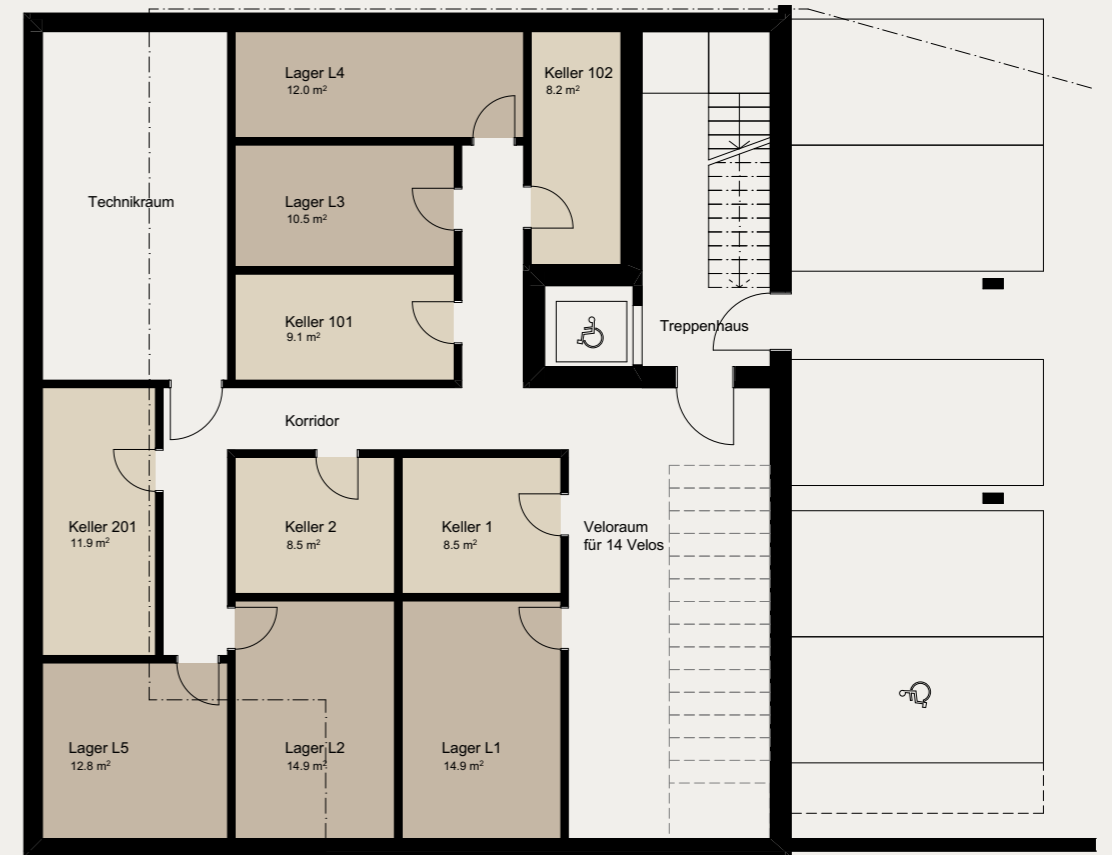 Lager L4
12.0 m²
Keller 102
8.2 m²
Technikraum
Lager L3
10.5 m²
Keller 101
9.1 m²
Treppenhaus
Korridor
Keller 201
11.9 m²
Keller 2
8.5 m²
Keller 1
8.5 m²
Veloraum
für 14 Velos
Lager L5
12.8 m²
Lager L2
14.9 m²
Lager L1
14.9 m²